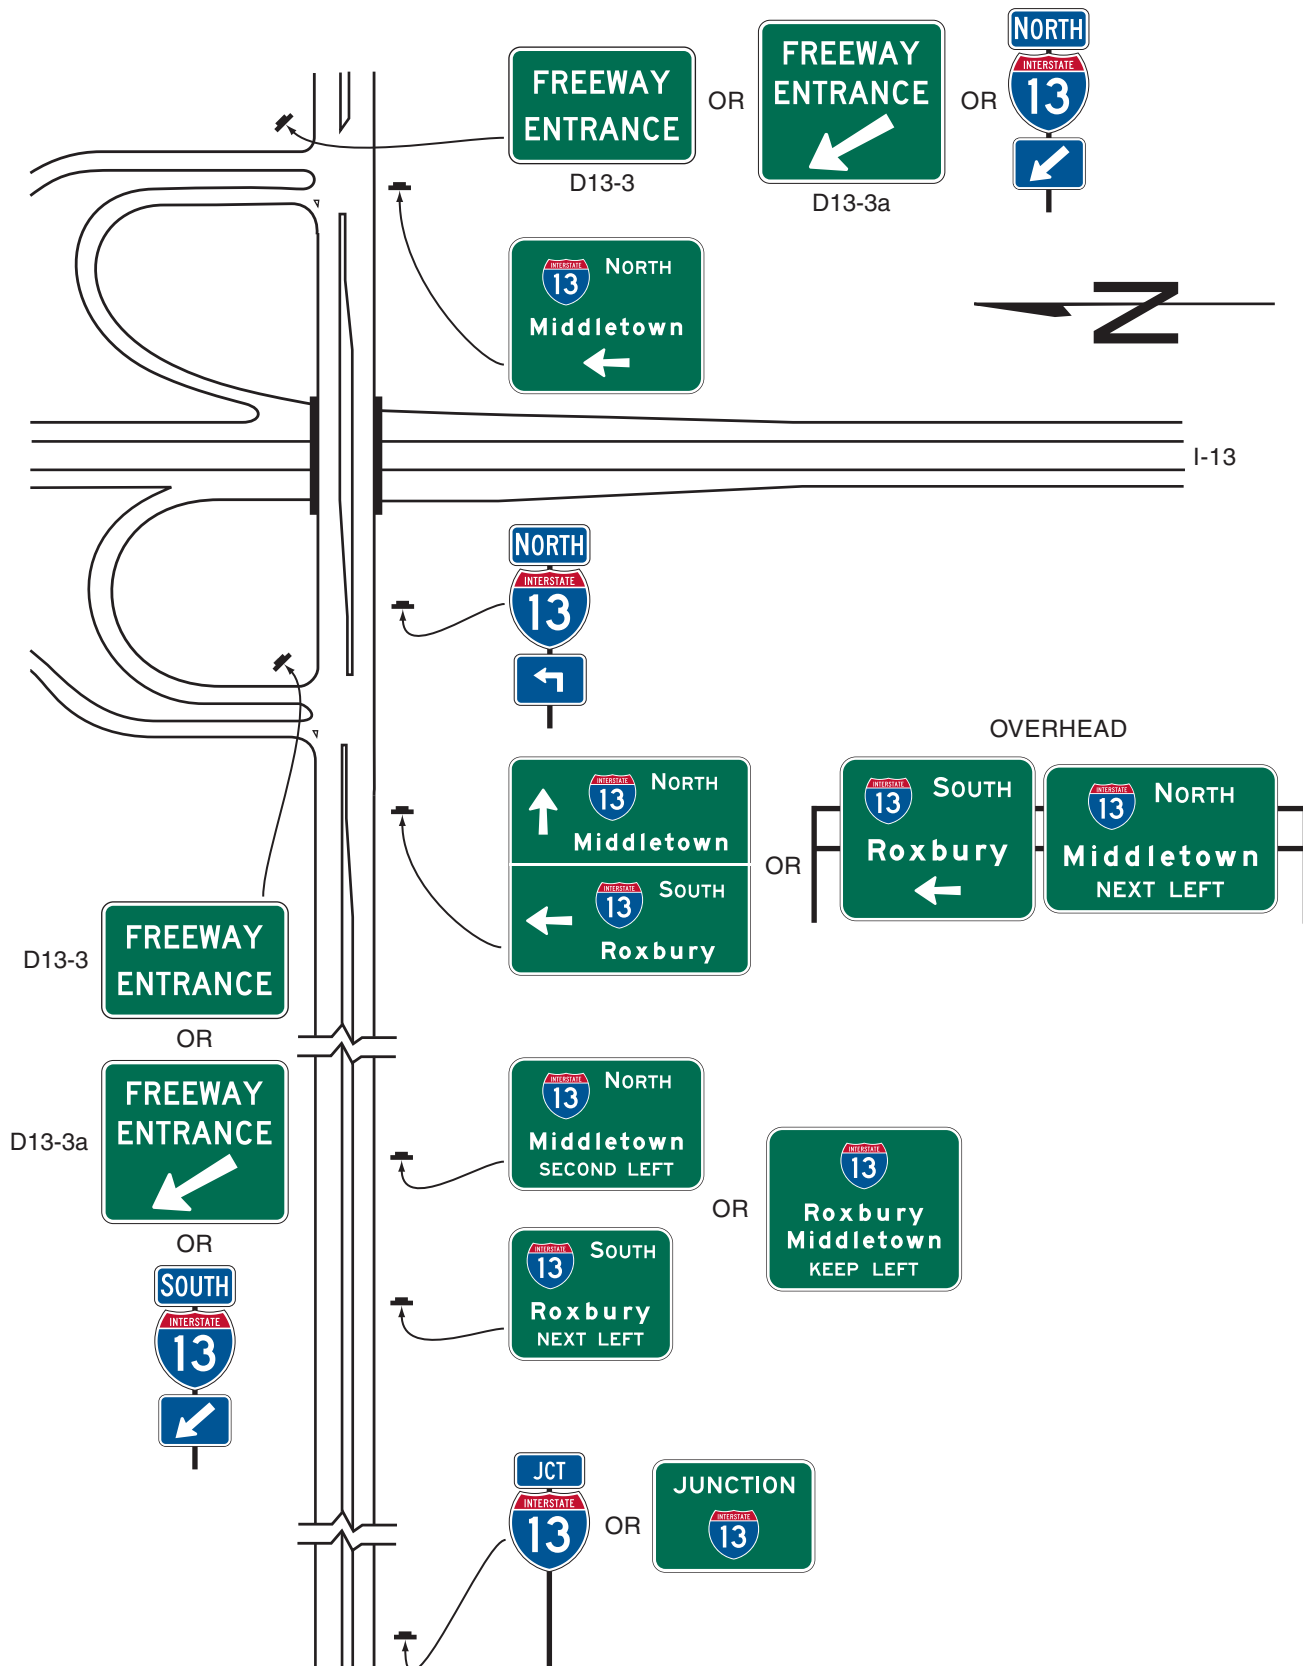 FREEWAY
ENTRANCE
D13-3
OR
FREEWAY
ENTRANCE
D13-3a
OR
NORTH
INTERSTATE
13
INTERSTATE
13
NORTH
Middletown
N
I-13
NORTH
INTERSTATE
13
INTERSTATE
13
NORTH
Middletown
INTERSTATE
13
SOUTH
Roxbury
OR
OVERHEAD
INTERSTATE
13
SOUTH
Roxbury
INTERSTATE
13
NORTH
Middletown
NEXT LEFT
D13-3
FREEWAY
ENTRANCE
OR
D13-3a
FREEWAY
ENTRANCE
OR
SOUTH
INTERSTATE
13
INTERSTATE
13
NORTH
Middletown
SECOND LEFT
INTERSTATE
13
SOUTH
Roxbury
NEXT LEFT
OR
INTERSTATE
13
Roxbury
Middletown
KEEP LEFT
JCT
INTERSTATE
13
OR
JUNCTION
INTERSTATE
13